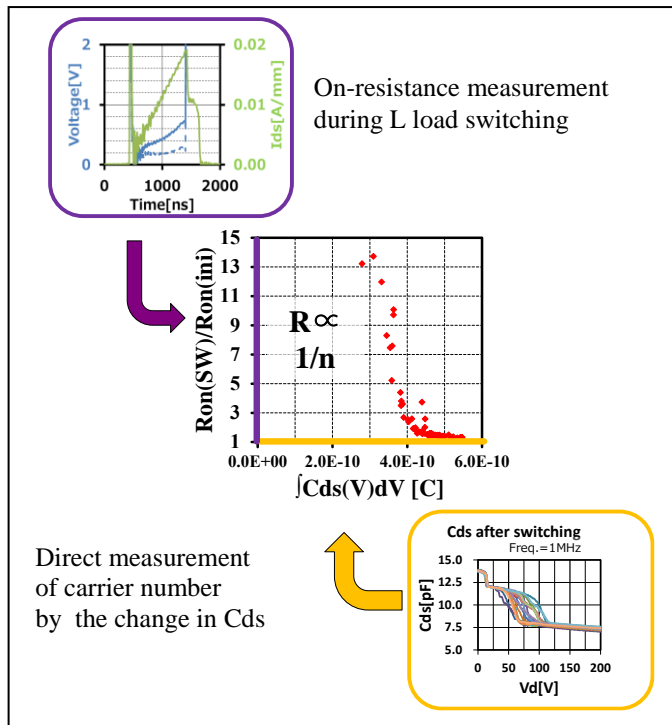 2
1
0
Voltage[V]
0.02
0.01
0.00
Ids[A/mm]
0 1000 2000
Time[ns]
On-resistance measurement
during L load switching
15
13
11
9
7
5
3
1
Ron(SW)/Ron(ini)
R∝
1/n
0.0E+00 2.0E-10 4.0E-10 6.0E-10
∫Cds(V)dV [C]
Direct measurement
of carrier number
by the change in Cds
Cds after switching
Freq.=1MHz
15.0
12.5
10.0
7.5
5.0
Cds[pF]
0 50 100 150 200
Vd[V]